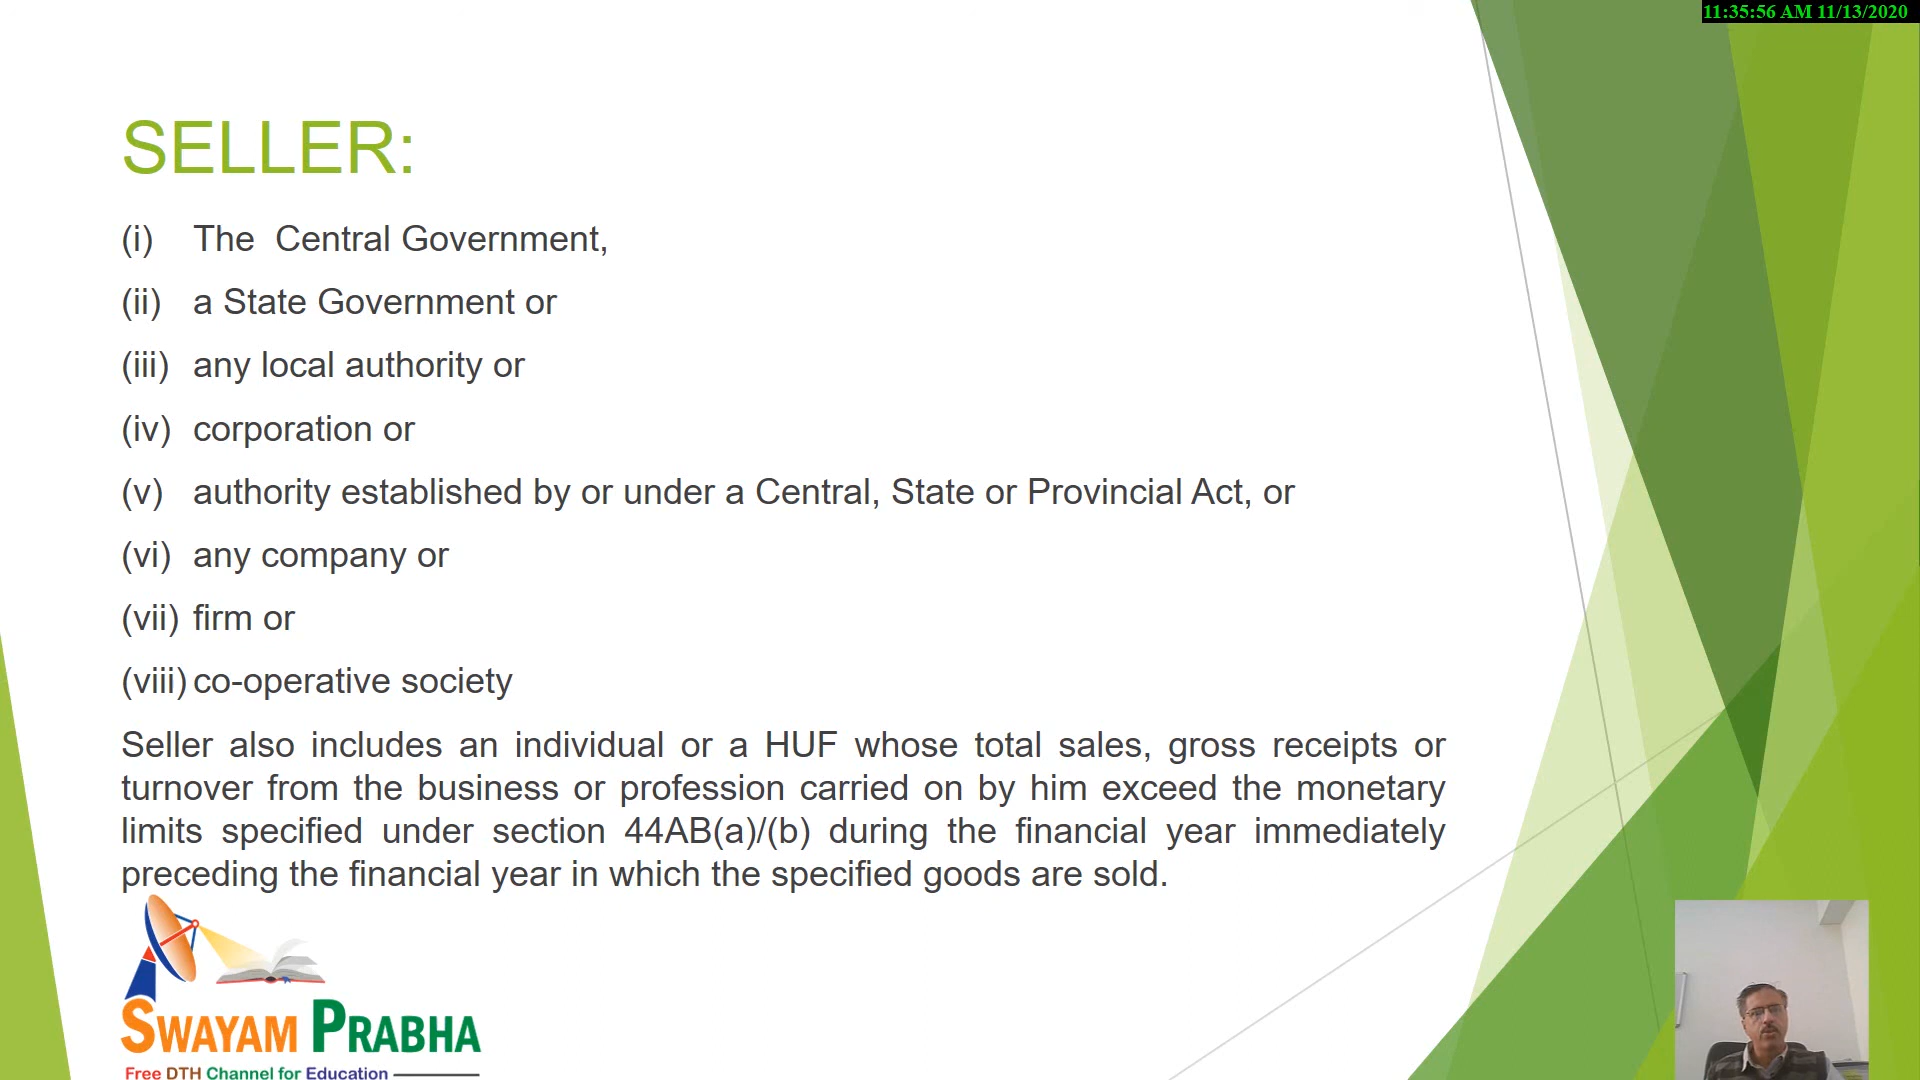 11:35:56 AM 11/13/2020
SELLER:
(i) The Central Government,
(ii) a State Government or
(iii) any local authority or
(iv) corporation or
(v) authority established by or under a Central, State or Provincial Act, or
(vi) any company or
(vii) firm or
(viii) co-operative society
Seller also includes an individual or a HUF whose total sales, gross receipts or
turnover from the business or profession carried on by him exceed the monetary
limits specified under section 44AB(a)/(b) during the financial year immediately
preceding the financial year in which the specified goods are sold.
SWAYAM PRABHA
Free DTH Channel for Education